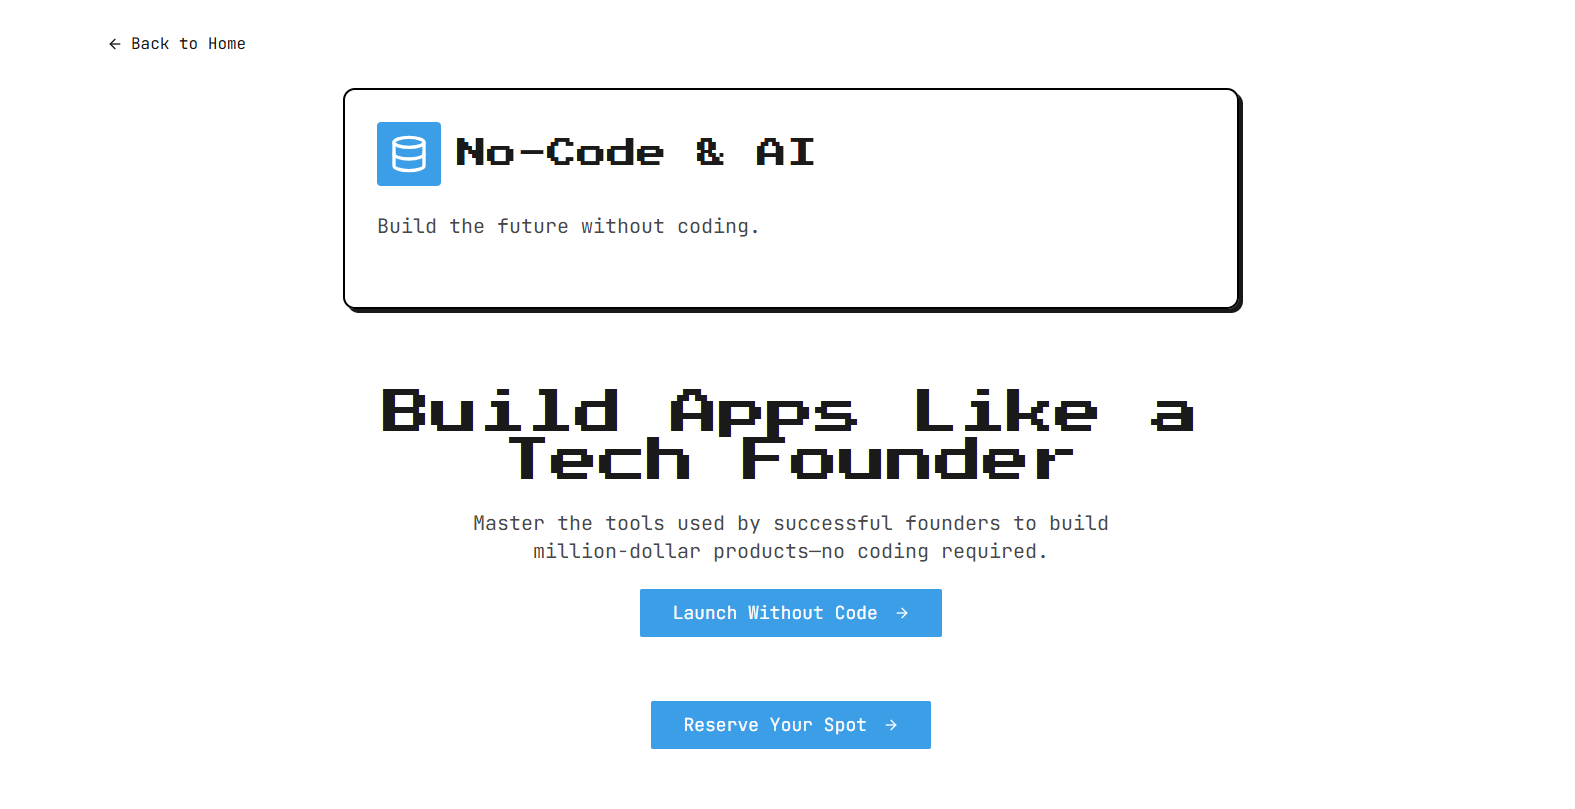 ← Back to Home
No-Code & AI
Build the future without coding.
Build Apps Like a
Tech Founder
Master the tools used by successful founders to build
million-dollar products—no coding required.
Launch Without Code →
Reserve Your Spot →